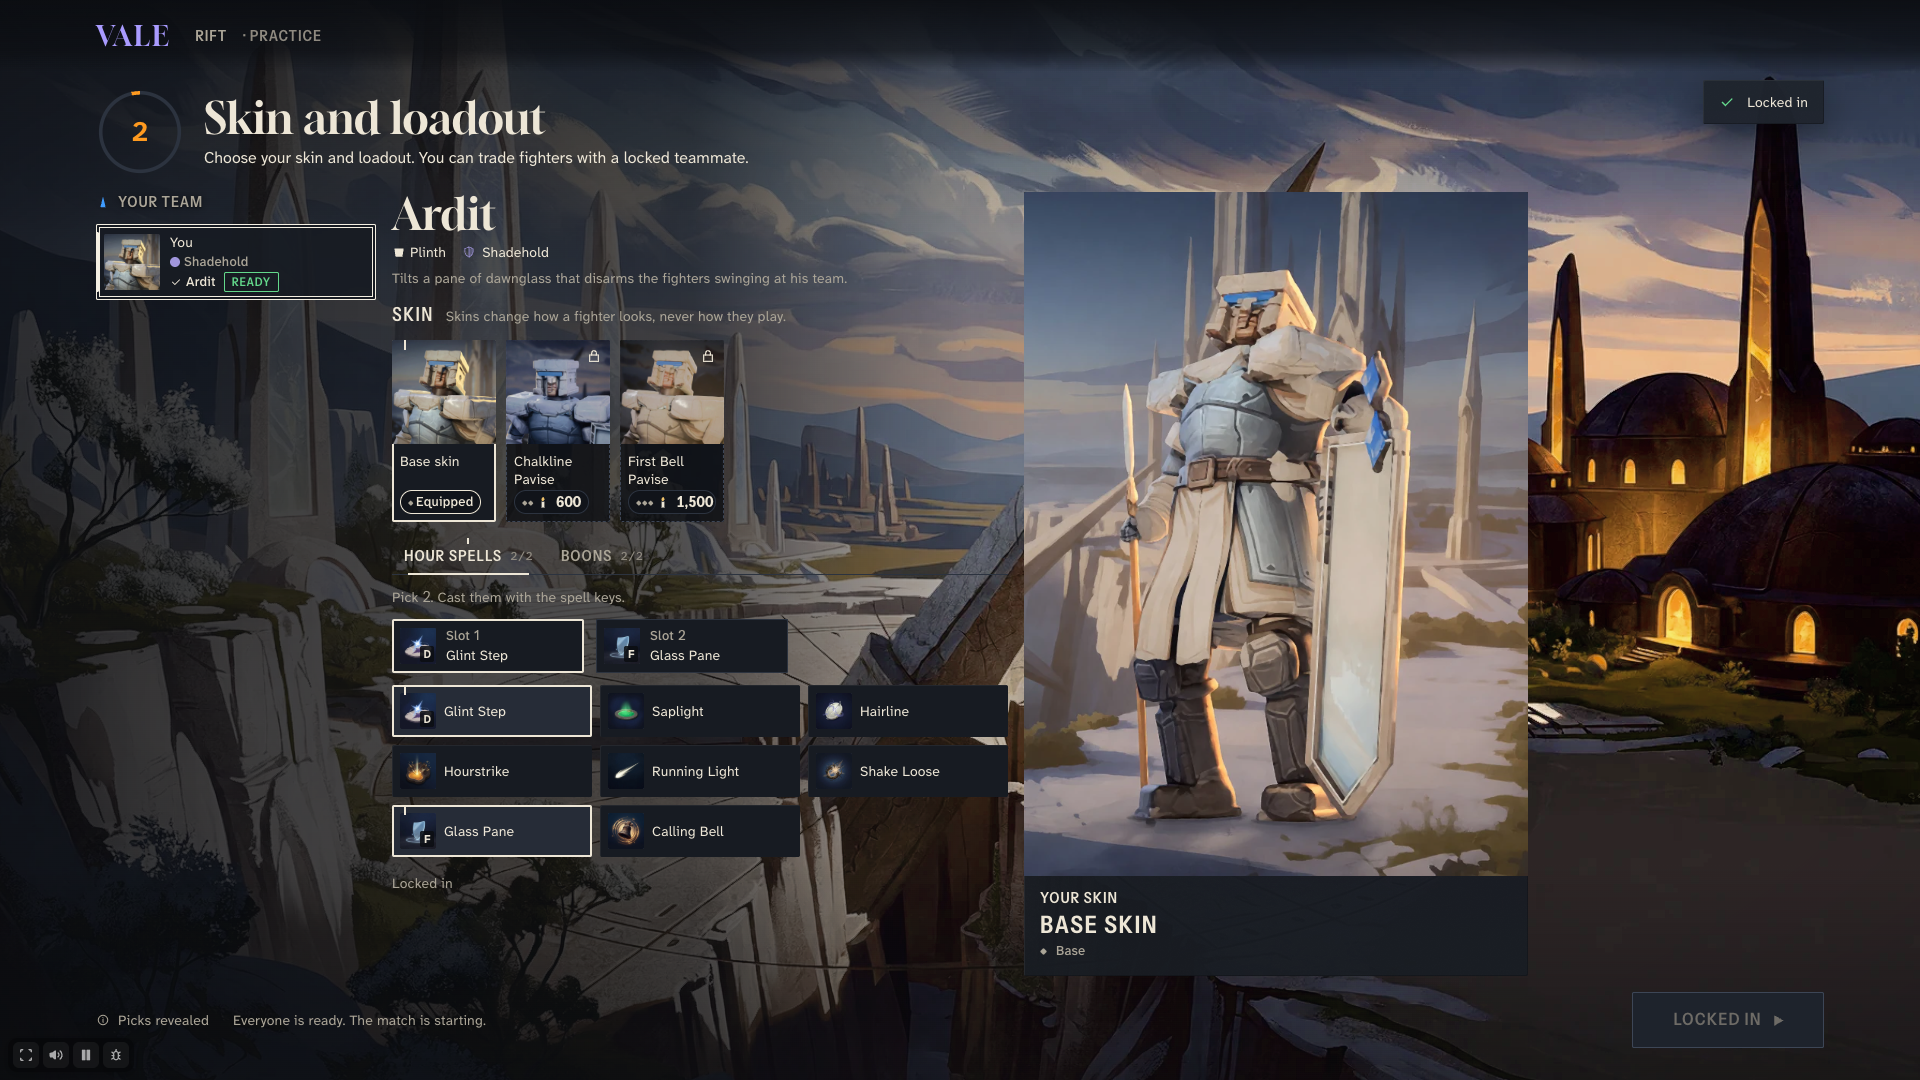 VALE RIFT · PRACTICE
2
Skin and loadout
Choose your skin and loadout. You can trade fighters with a locked teammate.
Locked in
YOUR TEAM
You
Shadehold
Ardit READY
Ardit
Plinth Shadehold
Tilts a pane of dawnglass that disarms the fighters swinging at his team.
SKIN Skins change how a fighter looks, never how they play.
Base skin
Equipped
Chalkline
Pavise
600
First Bell
Pavise
1,500
HOUR SPELLS 2/2 BOONS 2/2
Pick 2. Cast them with the spell keys.
D Slot 1
Glint Step
F Slot 2
Glass Pane
D Glint Step
Saplight
Hairline
Hourstrike
Running Light
Shake Loose
F Glass Pane
Calling Bell
Locked in
YOUR SKIN
BASE SKIN
Base
Picks revealed Everyone is ready. The match is starting.
LOCKED IN